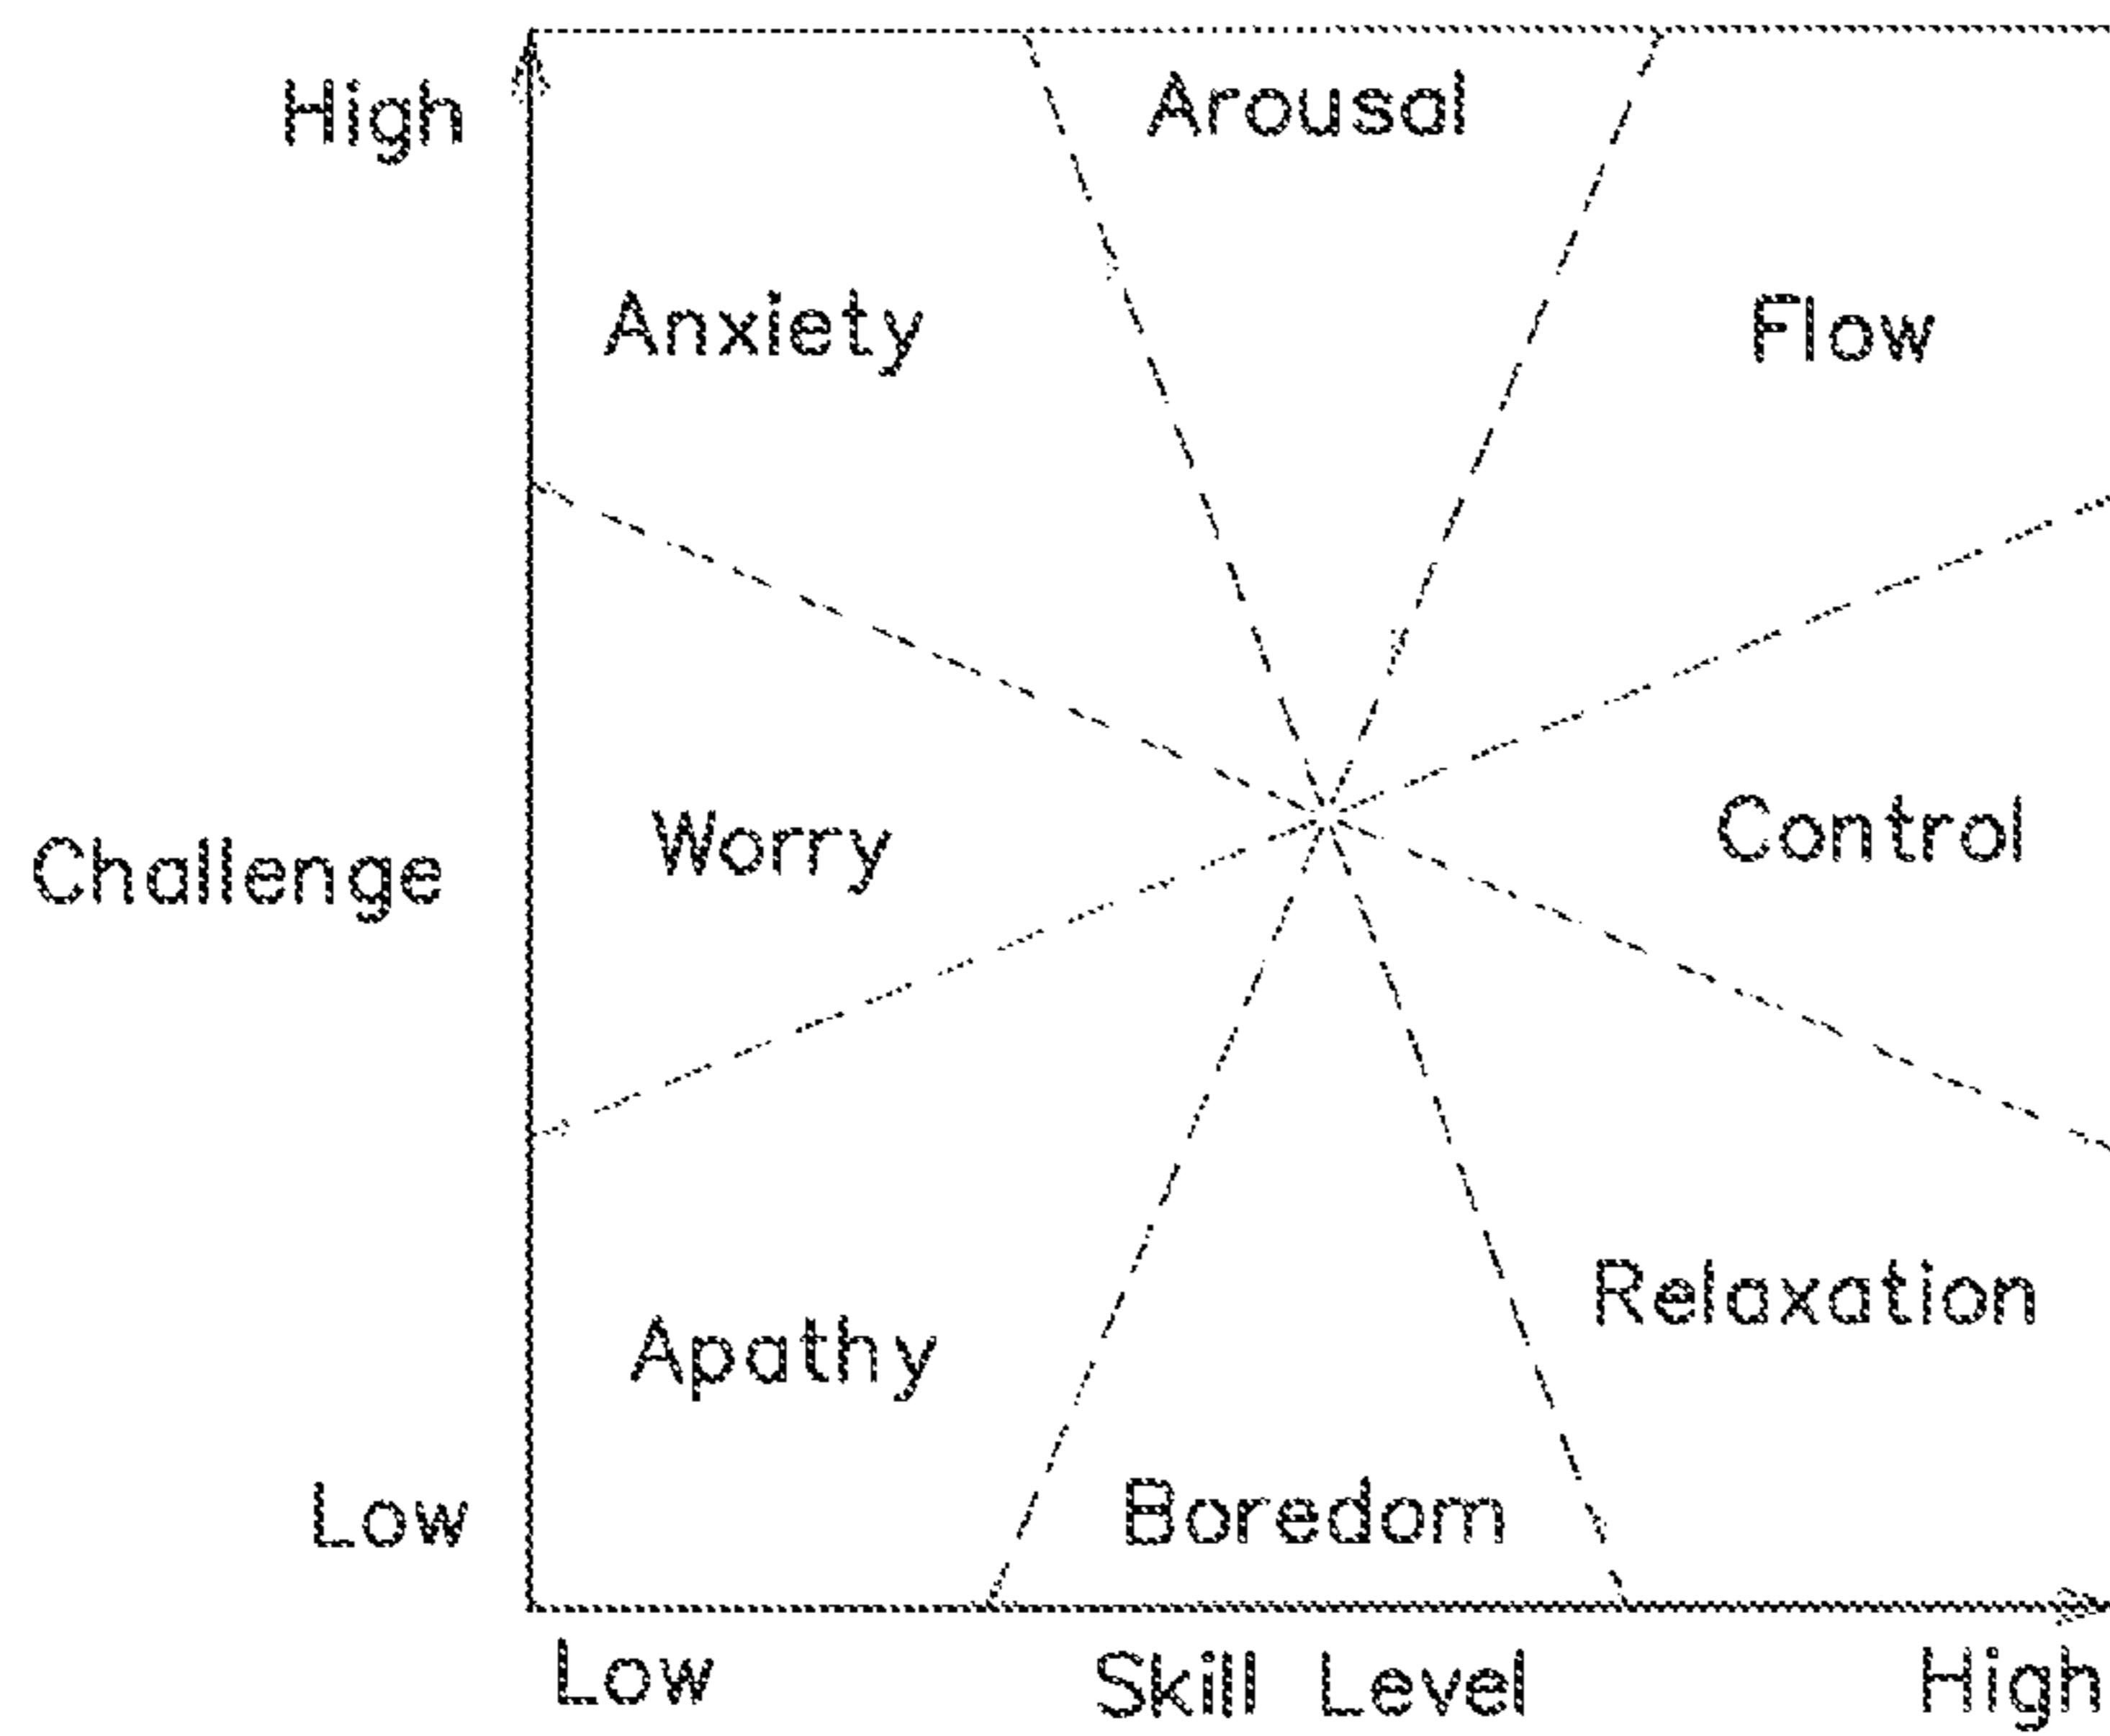 High
Arousal
Anxiety
Flow
Worry
Control
Challenge
Relaxation
Apathy
Low
Boredom
Low
Skill Level
High